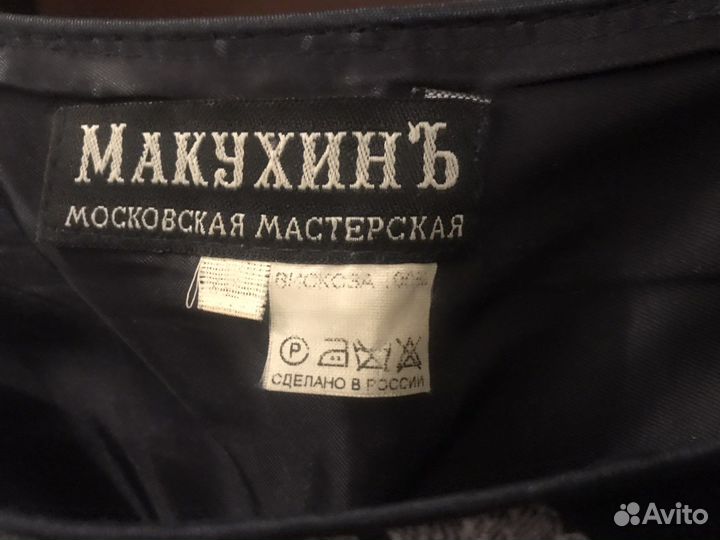 МАКУХИНЪ
МОСКОВСКАЯ МАСТЕРСКАЯ
ВИСКОЗА 100%
P
СДЕЛАНО В РОССИИ
Avito